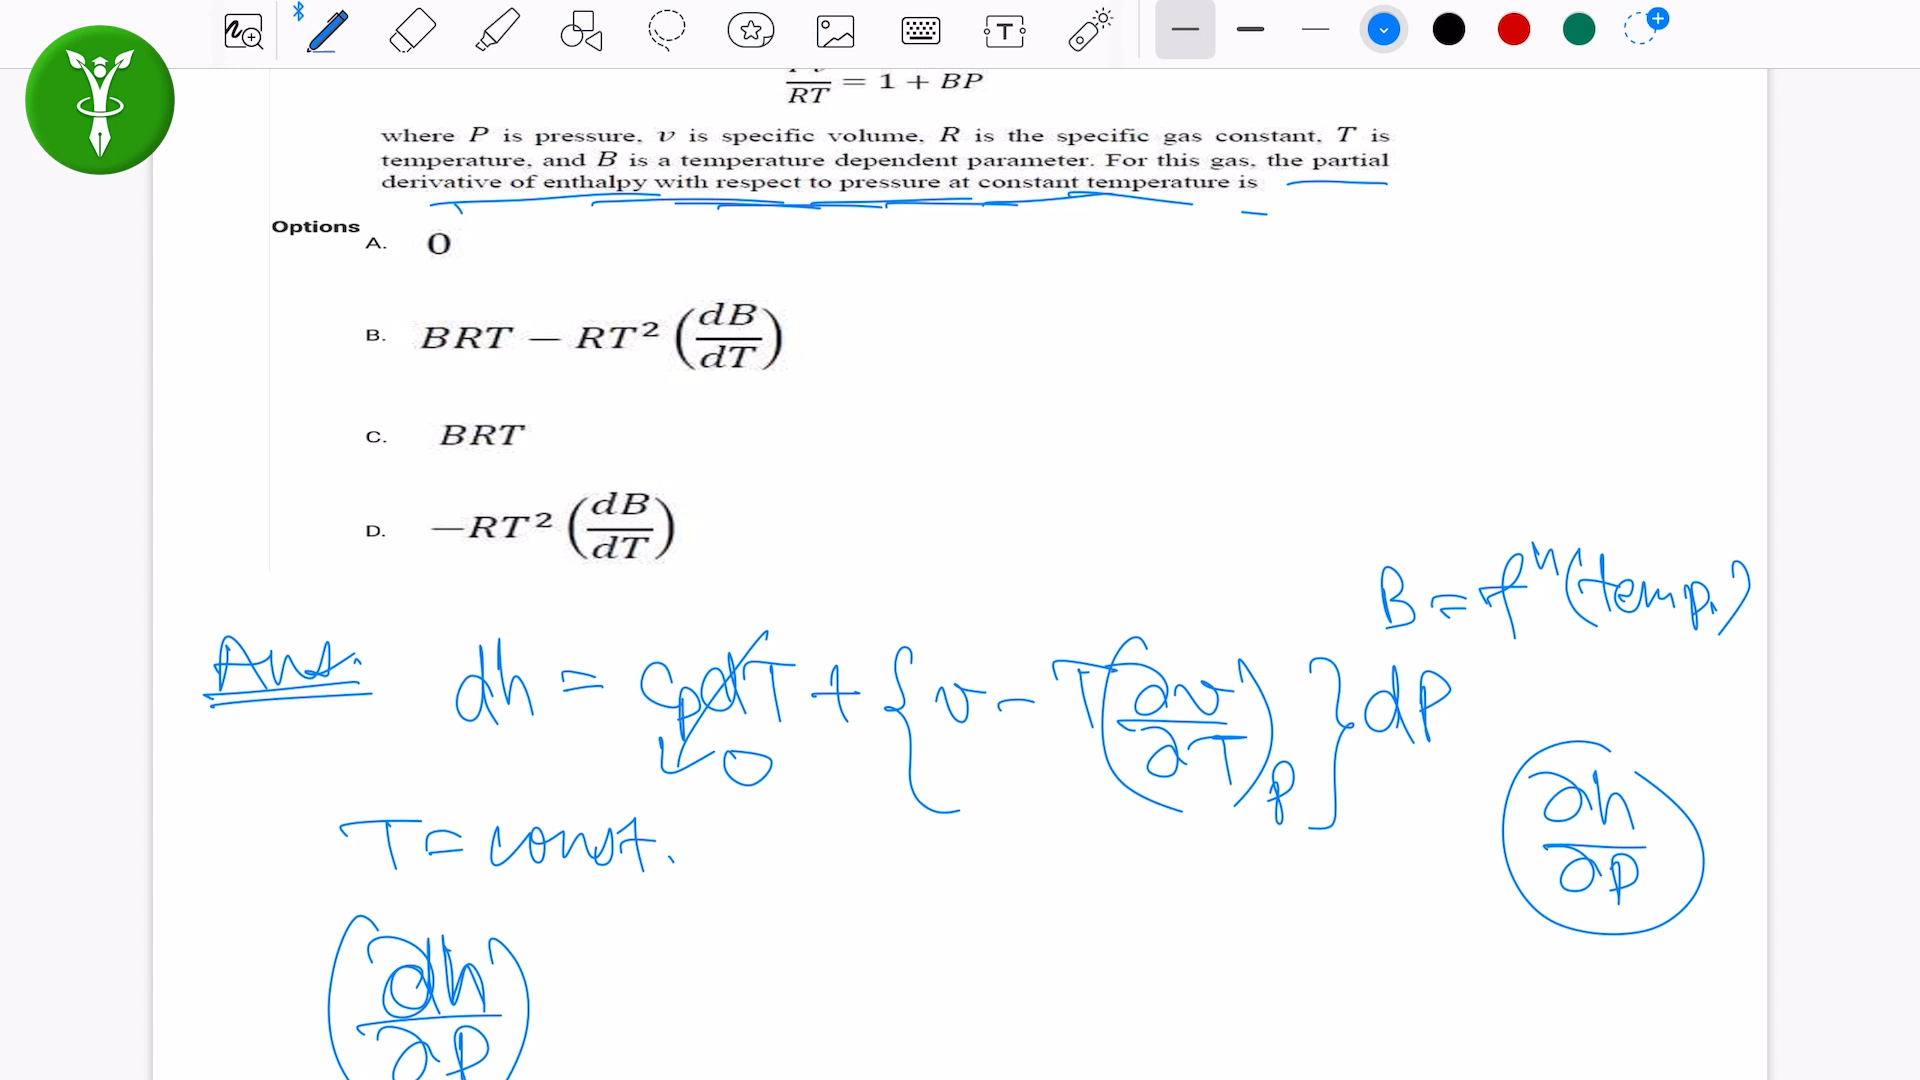 Pv
RT = 1 + BP
where P is pressure, v is specific volume, R is the specific gas constant, T is
temperature, and B is a temperature dependent parameter. For this gas, the partial
derivative of enthalpy with respect to pressure at constant temperature is
Options
A. 0
B. BRT − RT² (dB/dT)
C. BRT
D. −RT² (dB/dT)
B = fⁿ (temp.)
Ans. dh = CpdT + {v − T(∂v/∂T)p} dP
0
T = const.
∂h/∂P
(∂h/∂P)